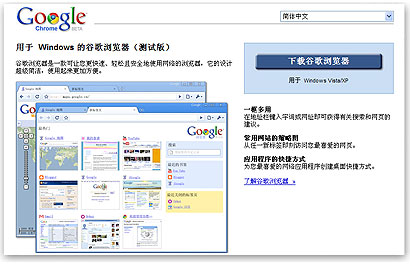 Google
Chrome BETA
简体中文
用于 Windows 的谷歌浏览器（测试版）
谷歌浏览器是一款可让您更快速、轻松且安全地使用网络的浏览器，它的设计
超级简洁，使用起来更加方便。
下载谷歌浏览器
用于 Windows Vista/XP
一框多用
在地址栏键入字词或网址即可获得有关搜索和网页的
建议。
常用网站的缩略图
从任一新标签即刻访问您最喜爱的网页。
应用程序的快捷方式
为您最喜爱的网络应用程序创建桌面快捷方式。
了解谷歌浏览器 »
Google
YouTube
Gmail